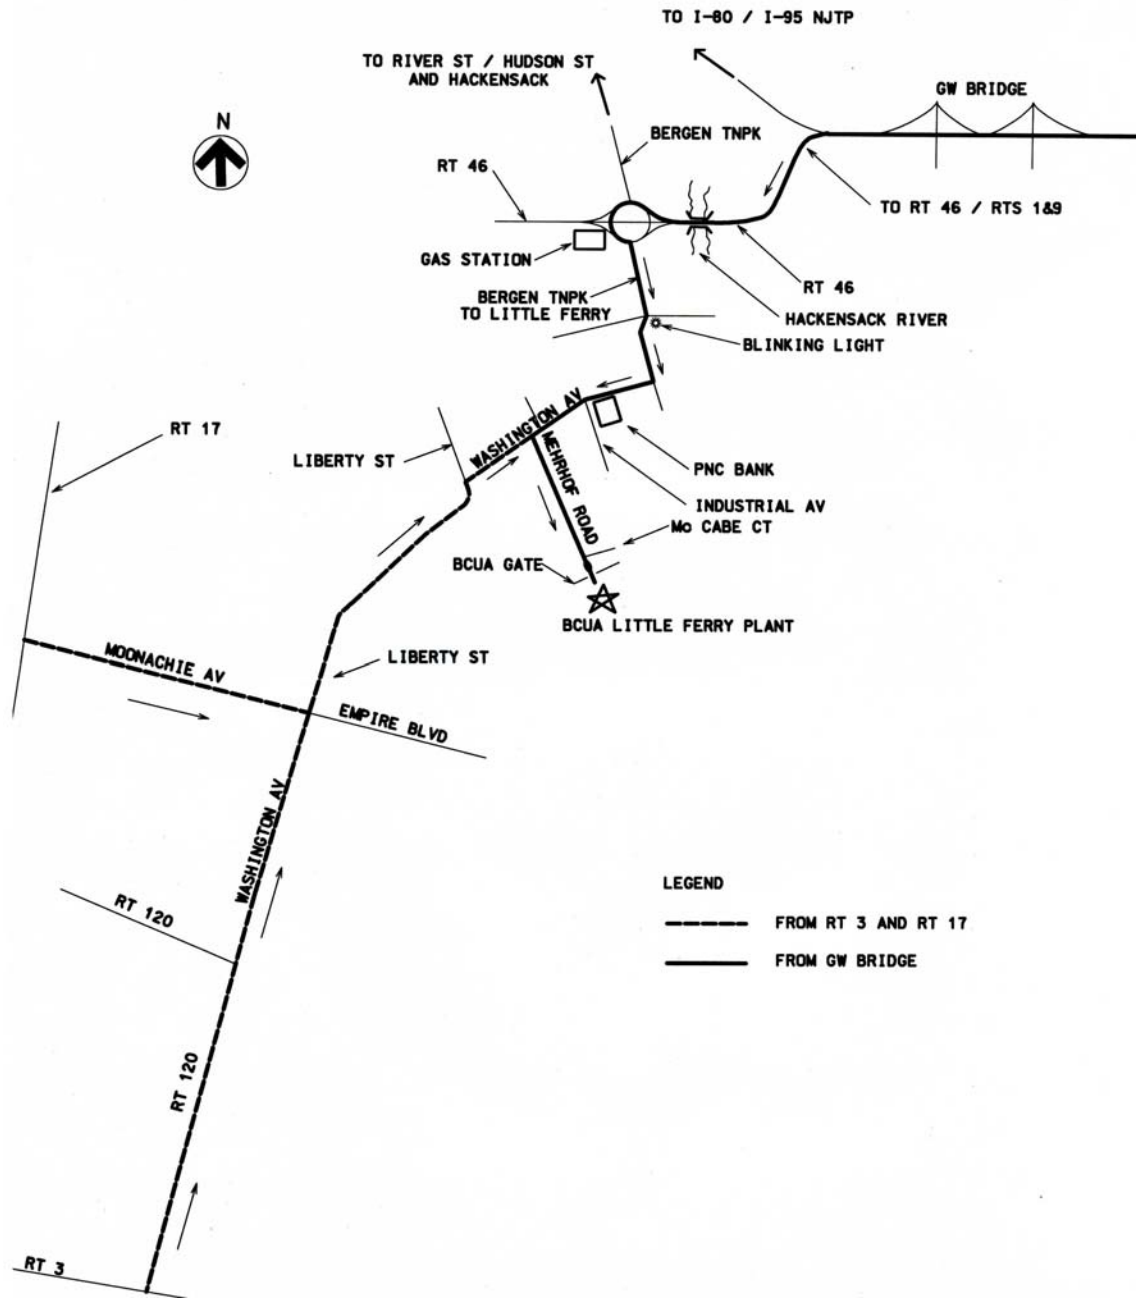 TO I-80 / I-95 NJTP
TO RIVER ST / HUDSON ST
AND HACKENSACK
GW BRIDGE
N
BERGEN TNPK
RT 46
TO RT 46 / RTS 1&9
GAS STATION
RT 46
BERGEN TNPK
TO LITTLE FERRY
HACKENSACK RIVER
BLINKING LIGHT
RT 17
WASHINGTON AV
LIBERTY ST
MEHRHOF ROAD
PNC BANK
INDUSTRIAL AV
Mc CABE CT
BCUA GATE
BCUA LITTLE FERRY PLANT
MOONACHIE AV
LIBERTY ST
EMPIRE BLVD
WASHINGTON AV
LEGEND
RT 120
FROM RT 3 AND RT 17
FROM GW BRIDGE
RT 120
RT 3